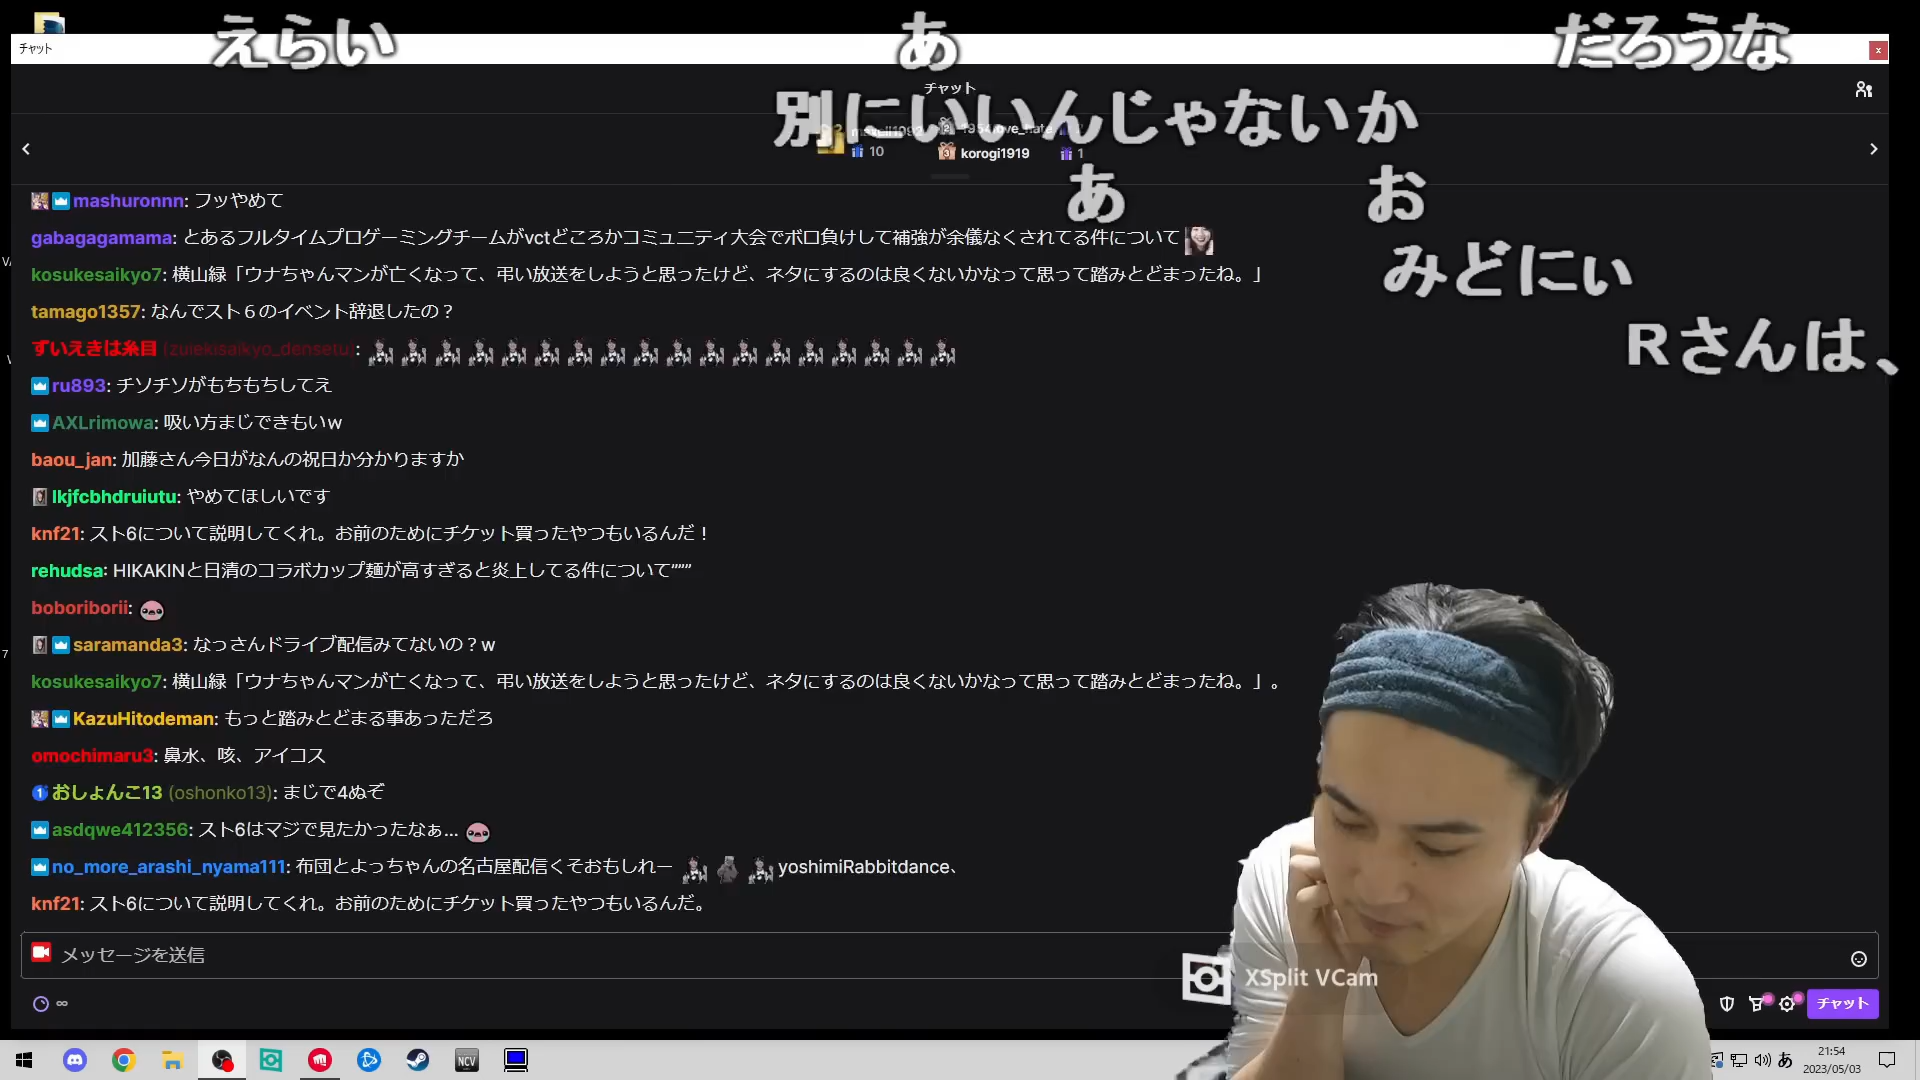 えらい
あ
だろうな
チャット
チャット
別にいいんじゃないか
10
korogi1919
1
あ
お
みどにぃ
Rさんは、
mashuronnn: フッやめて
gabagagamama: とあるフルタイムプロゲーミングチームがvctどころかコミュニティ大会でボロ負けして補強が余儀なくされてる件について
kosukesaikyo7: 横山緑「ウナちゃんマンが亡くなって、弔い放送をしようと思ったけど、ネタにするのは良くないかなって思って踏みとどまったね。」
tamago1357: なんでスト６のイベント辞退したの？
ずいえきは糸目 (zuiekisaikyo_densetu):
ru893: チソチソがもちもちしてえ
AXLrimowa: 吸い方まじできもいw
baou_jan: 加藤さん今日がなんの祝日か分かりますか
lkjfcbhdruiutu: やめてほしいです
knf21: スト6について説明してくれ。お前のためにチケット買ったやつもいるんだ！
rehudsa: HIKAKINと日清のコラボカップ麺が高すぎると炎上してる件について“””
boboriborii:
saramanda3: なっさんドライブ配信みてないの？w
kosukesaikyo7: 横山緑「ウナちゃんマンが亡くなって、弔い放送をしようと思ったけど、ネタにするのは良くないかなって思って踏みとどまったね。」。
KazuHitodeman: もっと踏みとどまる事あっただろ
omochimaru3: 鼻水、咳、アイコス
おしょんこ13 (oshonko13): まじで4ぬぞ
asdqwe412356: スト6はマジで見たかったなぁ...
no_more_arashi_nyama111: 布団とよっちゃんの名古屋配信くそおもしれー yoshimiRabbitdance、
knf21: スト6について説明してくれ。お前のためにチケット買ったやつもいるんだ。
メッセージを送信
XSplit VCam
∞
チャット
NCV
あ
21:54
2023/05/03